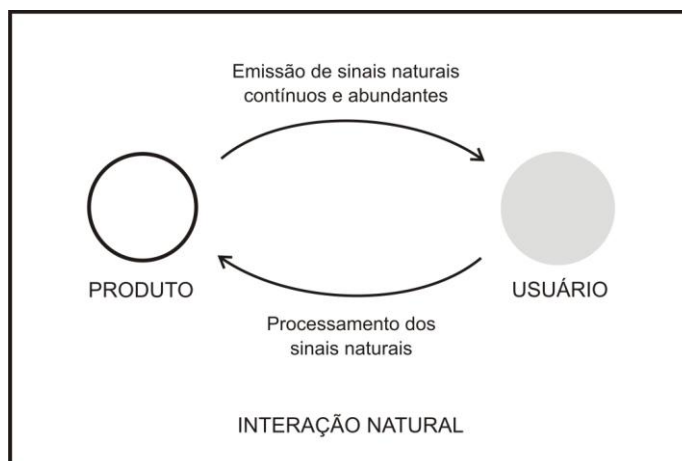 Emissão de sinais naturais
contínuos e abundantes
PRODUTO
USUÁRIO
Processamento dos
sinais naturais
INTERAÇÃO NATURAL